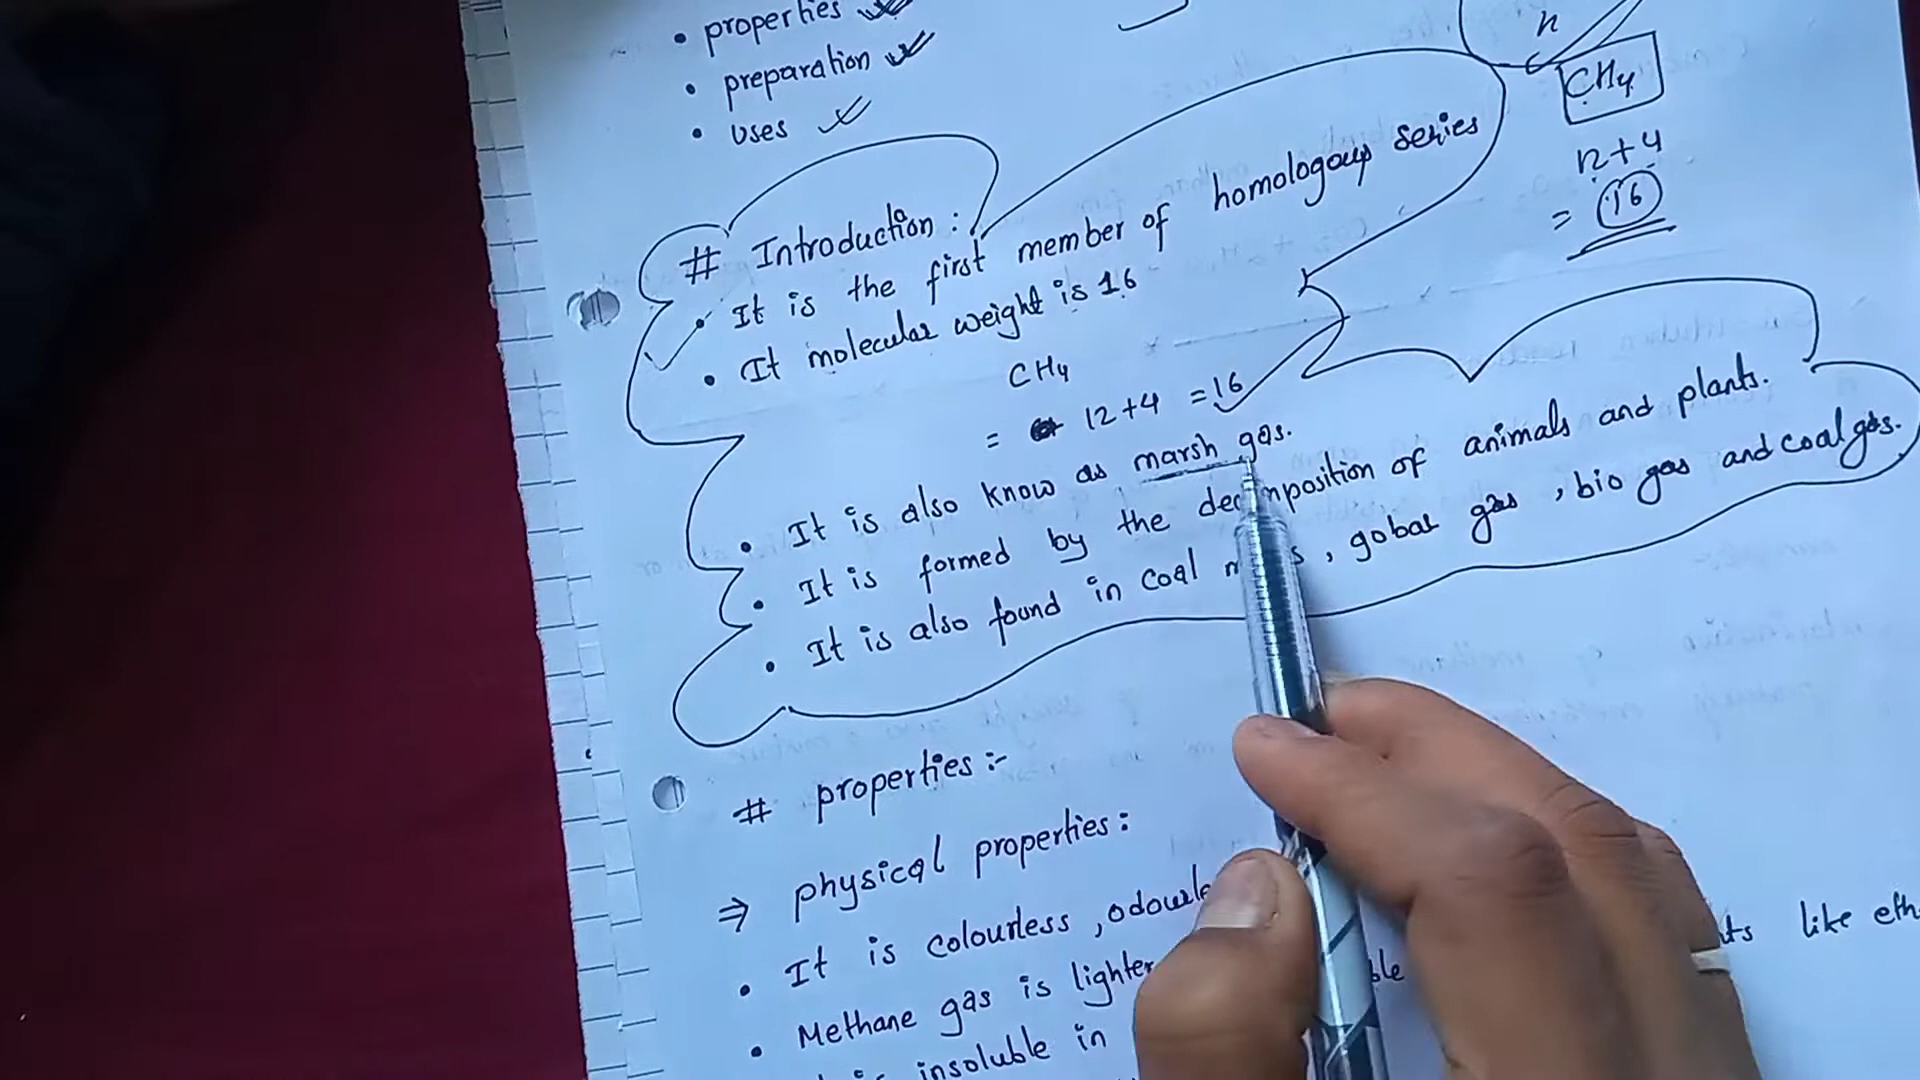 • properties
• preparation
• uses
n
CH4
12+4
= 16
# Introduction:
• It is the first member of homologous series
• It molecular weight is 16
CH4
= 12+4 = 16
• It is also know as marsh gas.
• It is formed by the decomposition of animals and plants.
• It is also found in coal , gobar gas , bio gas and coal gas.
# properties :-
⇒ physical properties :
• It is colourless ,
like
• Methane gas is lighter
insoluble in